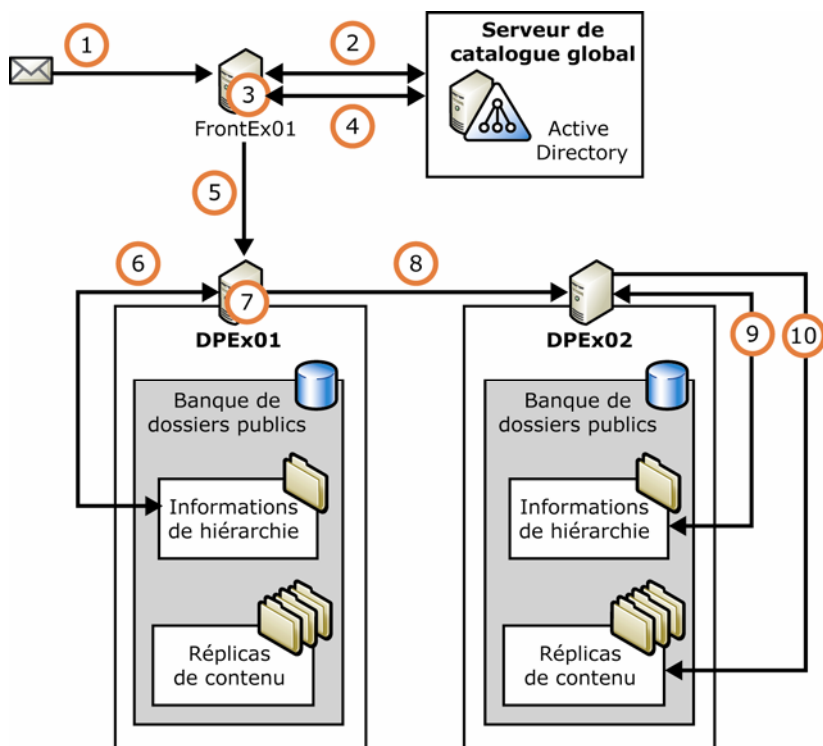 1
2
Serveur de
catalogue global
3
4
FrontEx01
Active
Directory
5
6
7
8
9
10
DPEx01
DPEx02
Banque de
dossiers publics
Informations
de hiérarchie
Réplicas
de contenu
Banque de
dossiers publics
Informations
de hiérarchie
Réplicas
de contenu